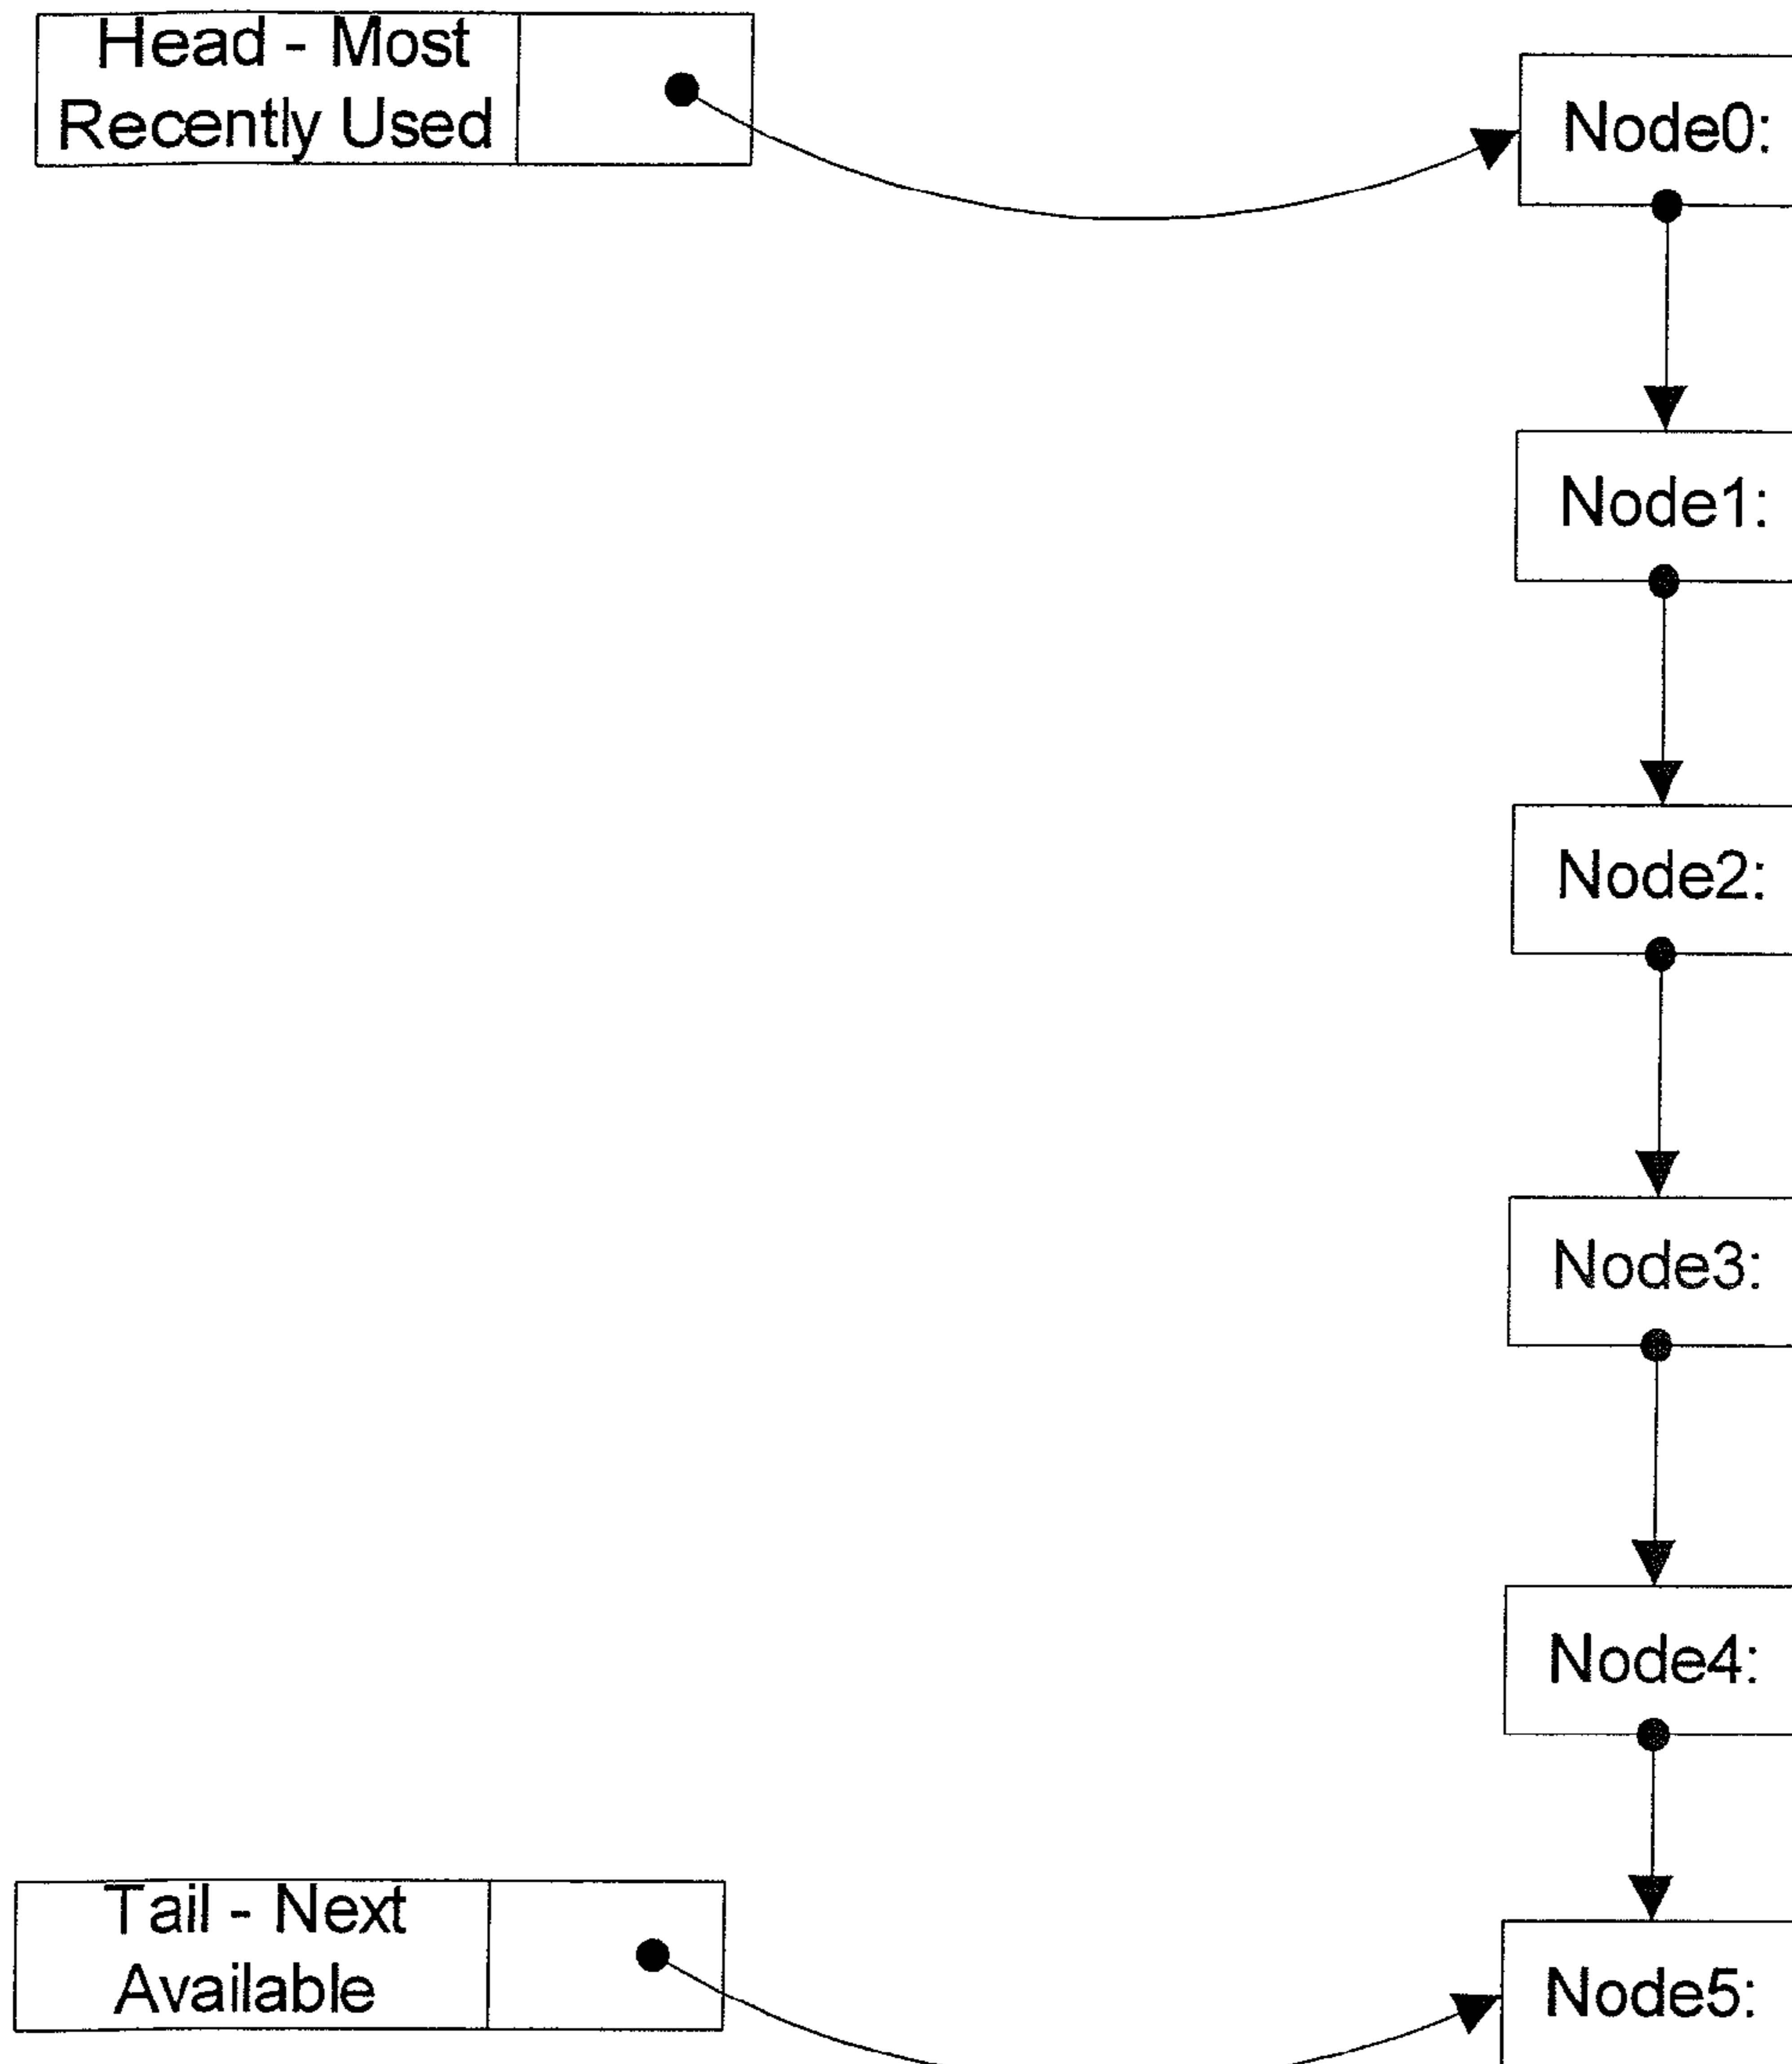 Head - Most
Recently Used
Node0:
Node1:
Node2:
Node3:
Node4:
Tail - Next
Available
Node5: